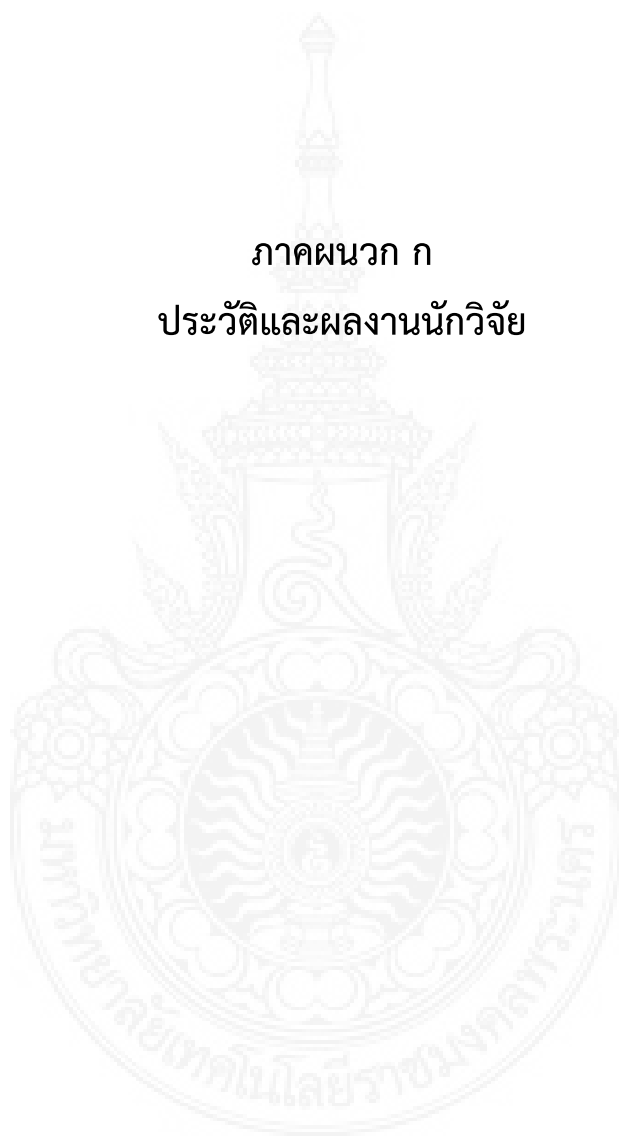 ภาคผนวก ก
ประวัติและผลงานนักวิจัย
มหาวิทยาลัยเทคโนโลยีราชมงคลพระนคร